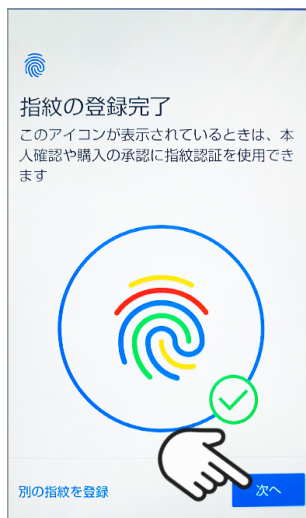 指紋の登録完了
このアイコンが表示されているときは、本
人確認や購入の承認に指紋認証を使用でき
ます
別の指紋を登録
次へ